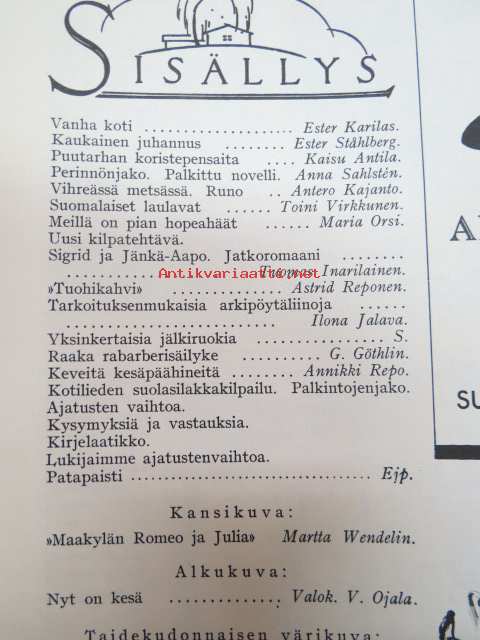 SISÄLLYS
Vanha koti .................... Ester Karilas.
Kaukainen juhannus ........ Ester Ståhlberg.
Puutarhan koristepensaita .... Kaisu Antila.
Perinnönjako. Palkittu novelli. Anna Sahlstén.
Vihreässä metsässä. Runo .. Antero Kajanto.
Suomalaiset laulavat ...... Toini Virkkunen.
Meillä on pian hopeahäät ...... Maria Orsi.
Uusi kilpatehtävä.
Sigrid ja Jänkä-Aapo. Jatkoromaani ........
............ Tuomas Inarilainen.
Antikvariaatti.net
»Tuohikahvi» ............ Astrid Reponen.
Tarkoituksenmukaisia arkipöytäliinoja ......
............................ Ilona Jalava.
Yksinkertaisia jälkiruokia ................ S.
Raaka rabarberisäilyke .......... G. Göthlin.
Keveitä kesäpäähineitä ........ Annikki Repo.
Kotilieden suolasilakkakilpailu. Palkintojenjako.
Ajatusten vaihtoa.
Kysymyksiä ja vastauksia.
Kirjelaatikko.
Lukijaimme ajatustenvaihtoa.
Patapaisti .................................... Ejp.
Kansikuva:
»Maakylän Romeo ja Julia» Martta Wendelin.
Alkukuva:
Nyt on kesä .............. Valok. V. Ojala.
Taidekudonnaisen värikuva:
SU